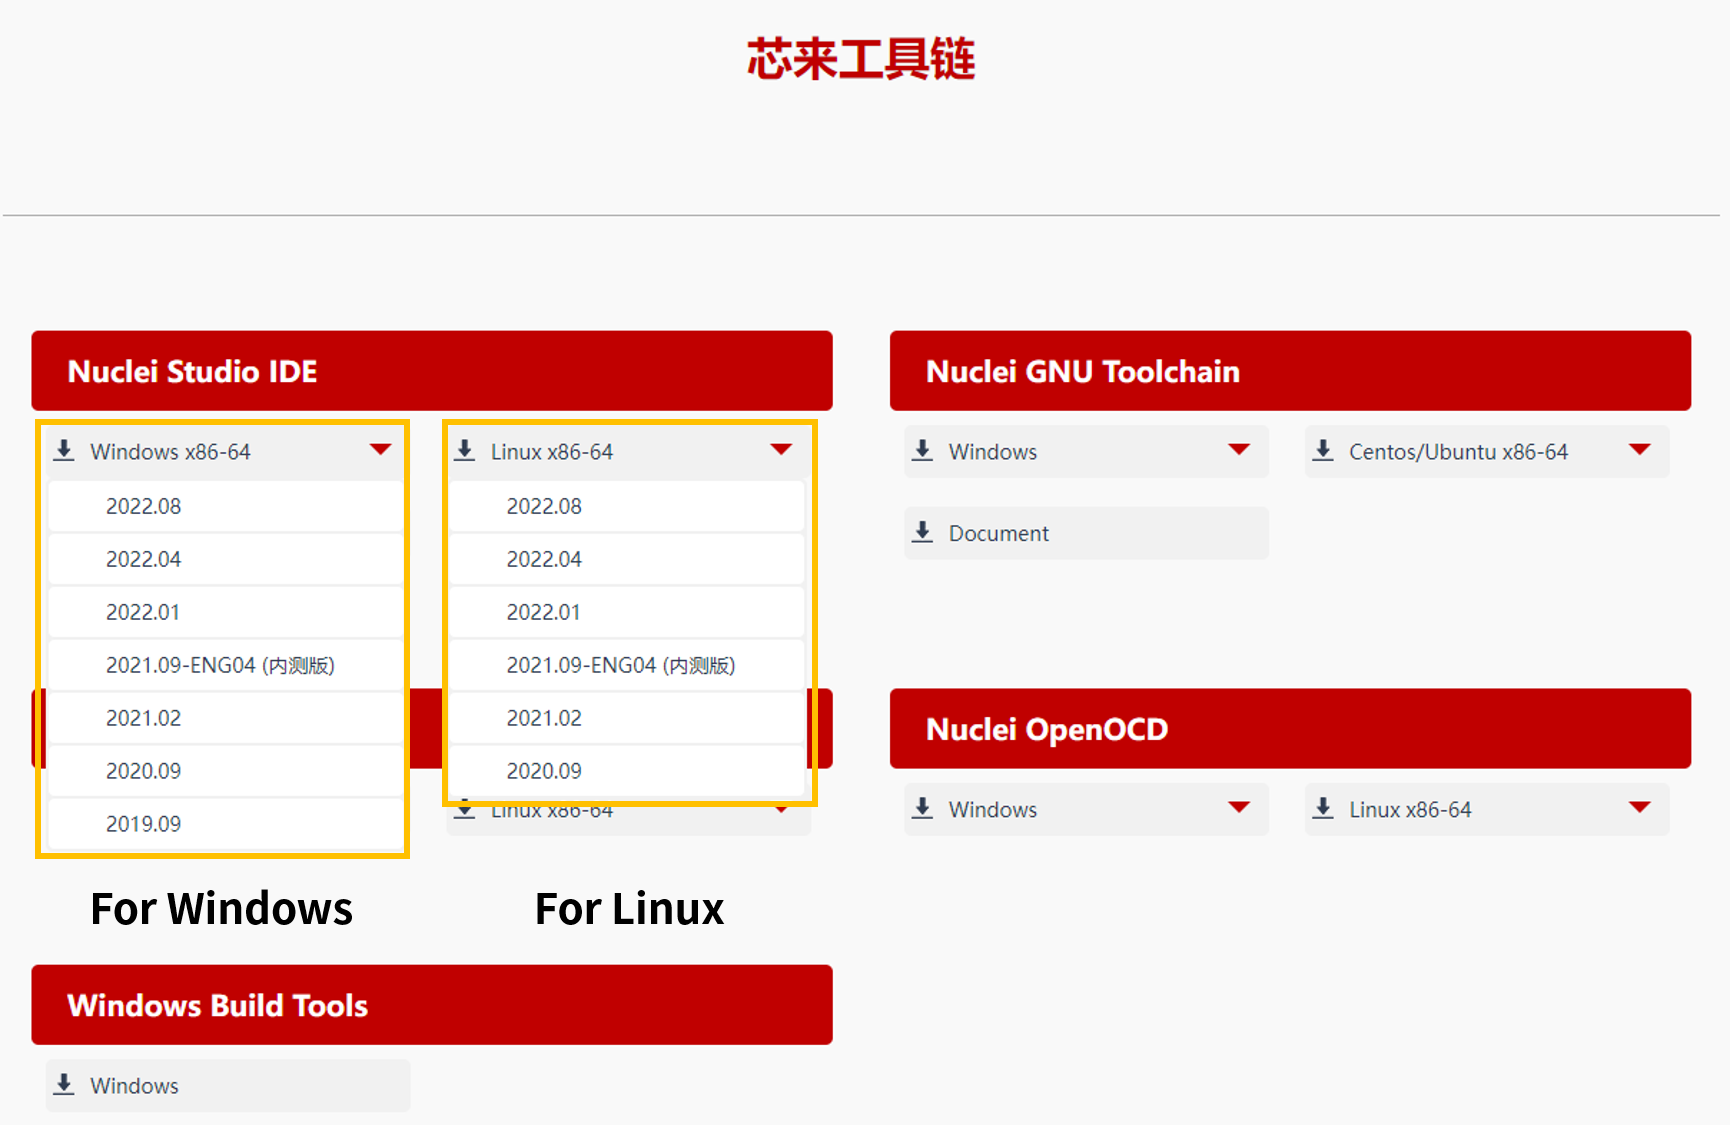 芯来工具链
Nuclei Studio IDE
Windows x86-64
2022.08
2022.04
2022.01
2021.09-ENG04 (内测版)
2021.02
2020.09
2019.09
Linux x86-64
2022.08
2022.04
2022.01
2021.09-ENG04 (内测版)
2021.02
2020.09
Linux x86-64
For Windows
For Linux
Nuclei GNU Toolchain
Windows
Centos/Ubuntu x86-64
Document
Nuclei OpenOCD
Windows
Linux x86-64
Windows Build Tools
Windows